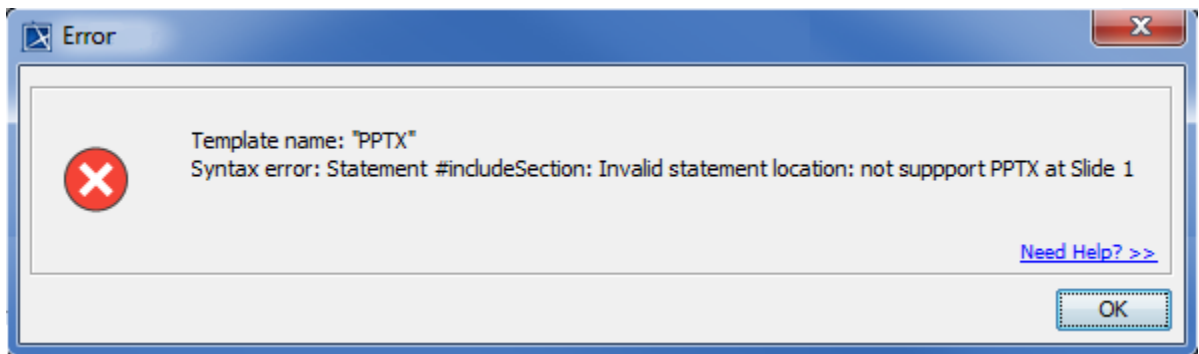 Error
Template name: "PPTX"
Syntax error: Statement #includeSection: Invalid statement location: not suppport PPTX at Slide 1
Need Help? >>
OK